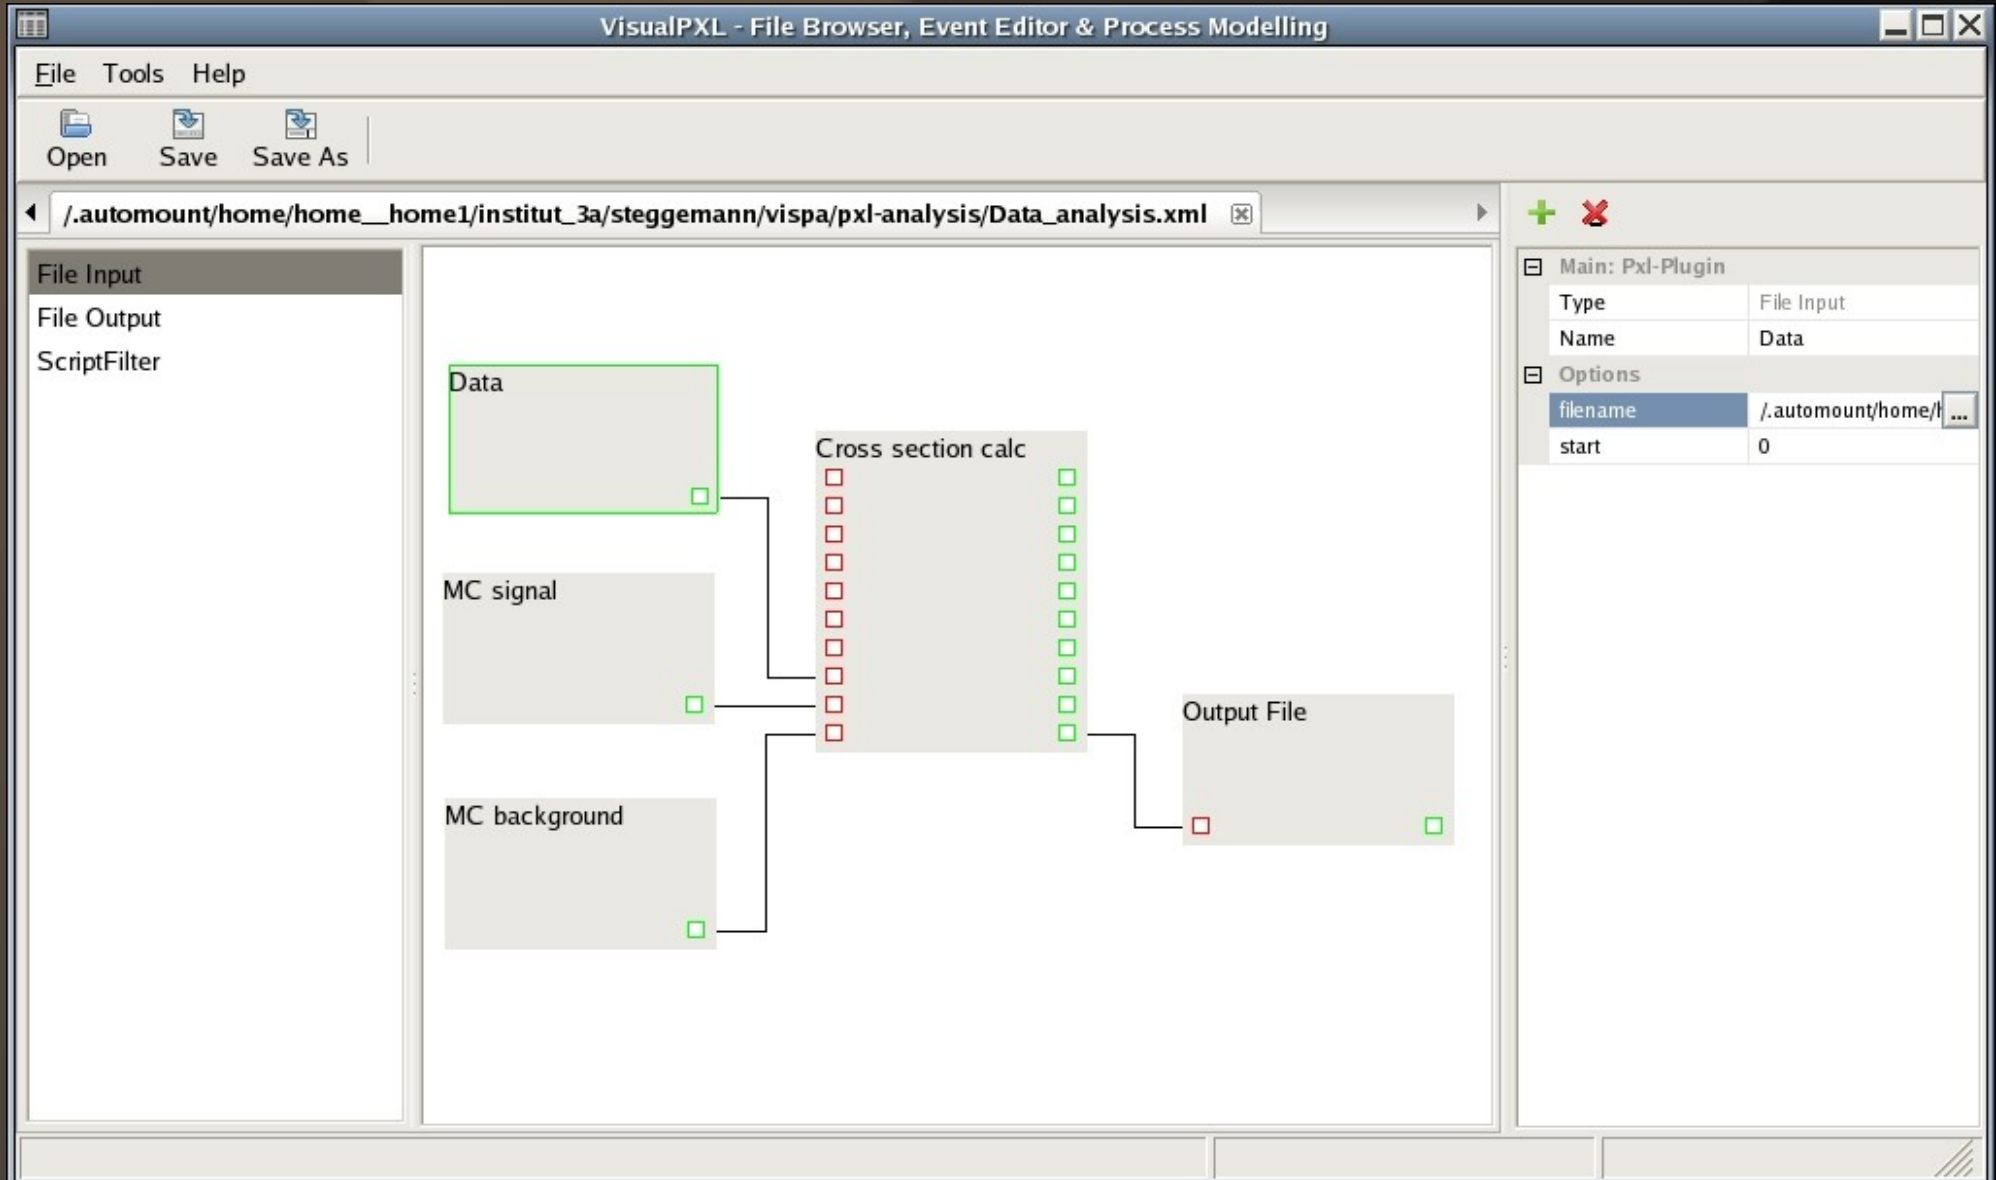 VisualPXL - File Browser, Event Editor & Process Modelling
File Tools Help
Open Save Save As
/.automount/home/home__home1/institut_3a/steggemann/vispa/pxl-analysis/Data_analysis.xml
File Input
File Output
ScriptFilter
Data
MC signal
MC background
Cross section calc
Output File
Main: Pxl-Plugin
Type File Input
Name Data
Options
filename /.automount/home/ ...
start 0